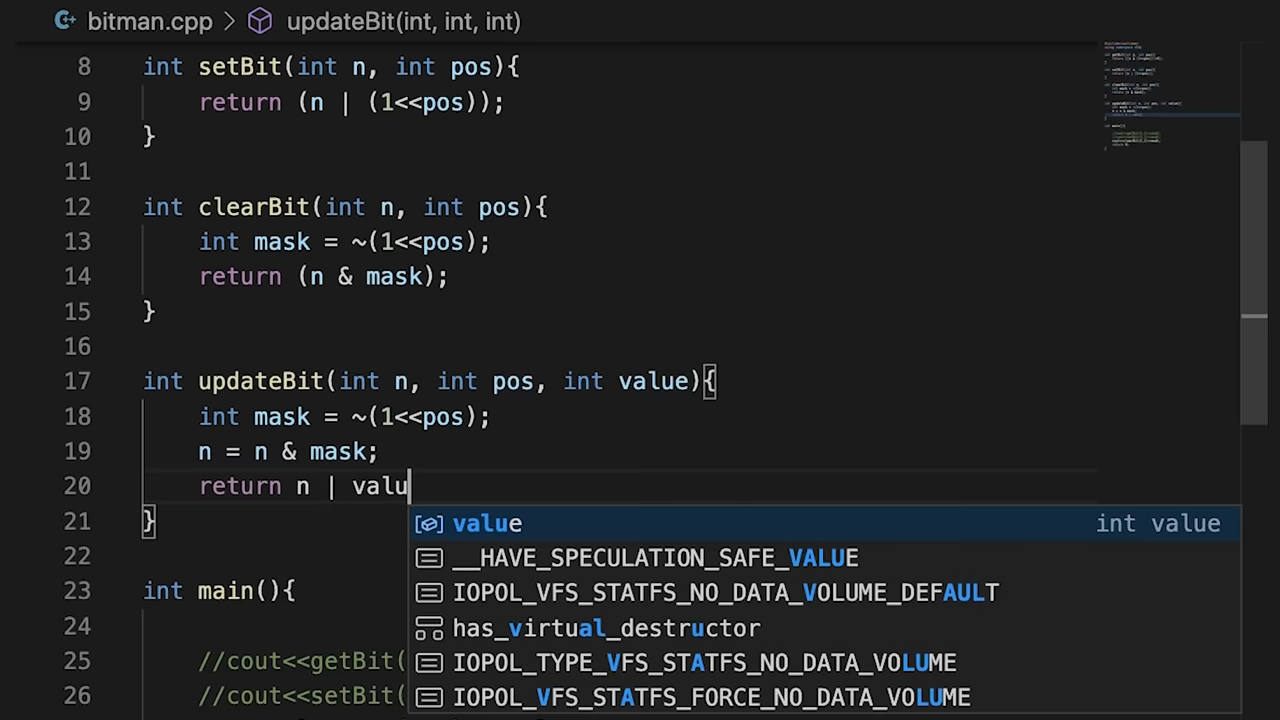 bitman.cpp > updateBit(int, int, int)
8 int setBit(int n, int pos){
9 return (n | (1<<pos));
10 }
11
12 int clearBit(int n, int pos){
13 int mask = ~(1<<pos);
14 return (n & mask);
15 }
16
17 int updateBit(int n, int pos, int value){
18 int mask = ~(1<<pos);
19 n = n & mask;
20 return n | valu
21 }
value int value
22
__HAVE_SPECULATION_SAFE_VALUE
23 int main(){
IOPOL_VFS_STATFS_NO_DATA_VOLUME_DEFAULT
24
has_virtual_destructor
25 //cout<<getBit(
IOPOL_TYPE_VFS_STATFS_NO_DATA_VOLUME
26 //cout<<setBit(
IOPOL_VFS_STATFS_FORCE_NO_DATA_VOLUME